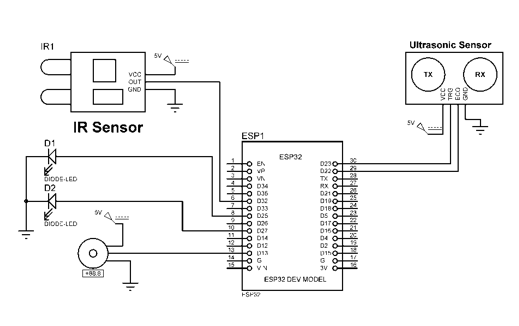 IR1
5V
VCC
OUT
GND
IR Sensor
Ultrasonic Sensor
TX
RX
VCC
TRG
ECO
GND
5V
D1
DIODE-LED
D2
DIODE-LED
5V
+88.8
ESP1
ESP32
1 EN
2 VP
3 VN
4 D34
5 D35
6 D32
7 D33
8 D25
9 D26
10 D27
11 D14
12 D12
13 D13
14 G
15 VIN
D23 30
D22 29
TX 28
RX 27
D21 26
D19 25
D18 24
D5 23
D17 22
D16 21
D4 20
D2 19
D15 18
G 17
3V 16
ESP32 DEV MODEL
ESP32